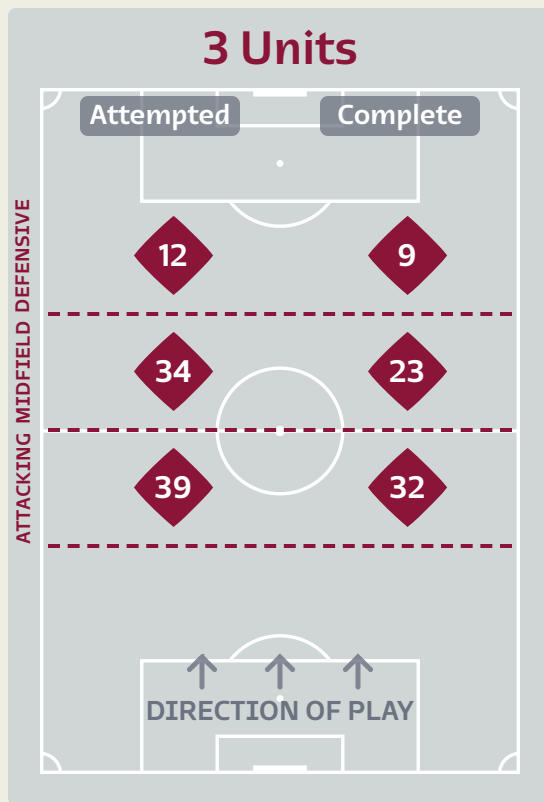 3 Units
Attempted Complete
12 9
34 23
39 32
ATTACKING MIDFIELD DEFENSIVE
DIRECTION OF PLAY